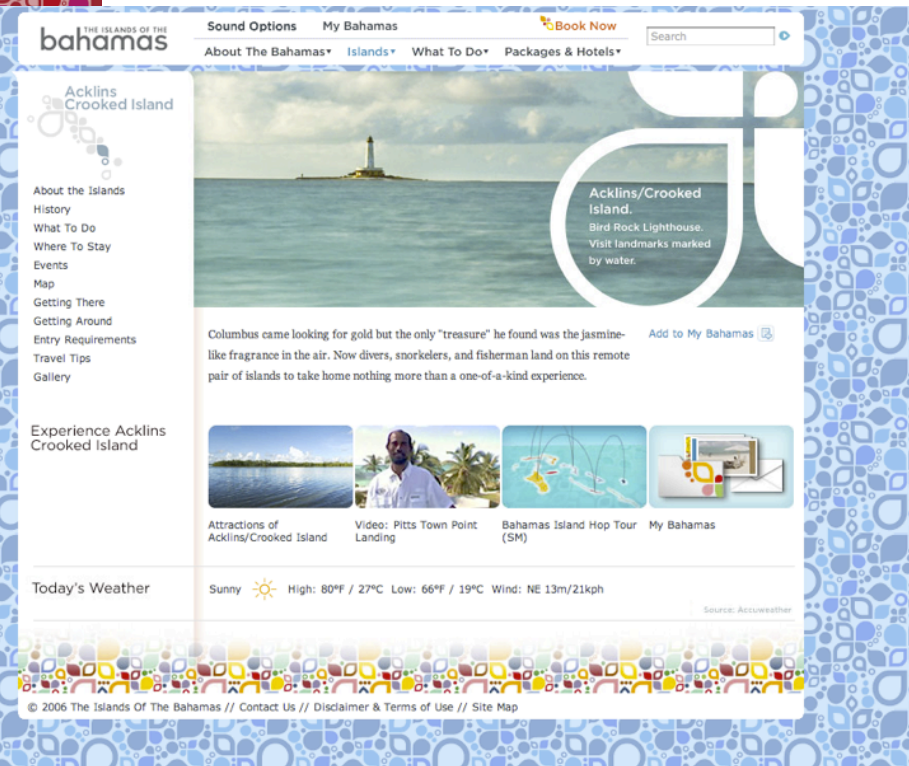 THE ISLANDS OF THE
bahamas
Sound Options
My Bahamas
Book Now
Search
About The Bahamas
Islands
What To Do
Packages & Hotels
Acklins
Crooked Island
About the Islands
History
What To Do
Where To Stay
Events
Map
Getting There
Getting Around
Entry Requirements
Travel Tips
Gallery
Acklins/Crooked
Island.
Bird Rock Lighthouse.
Visit landmarks marked
by water.
Columbus came looking for gold but the only "treasure" he found was the jasmine-
like fragrance in the air. Now divers, snorkelers, and fisherman land on this remote
pair of islands to take home nothing more than a one-of-a-kind experience.
Add to My Bahamas
Experience Acklins
Crooked Island
Attractions of
Acklins/Crooked Island
Video: Pitts Town Point
Landing
Bahamas Island Hop Tour
(SM)
My Bahamas
Today's Weather
Sunny
High: 80°F / 27°C Low: 66°F / 19°C Wind: NE 13m/21kph
Source: Accuweather
© 2006 The Islands Of The Bahamas // Contact Us // Disclaimer & Terms of Use // Site Map